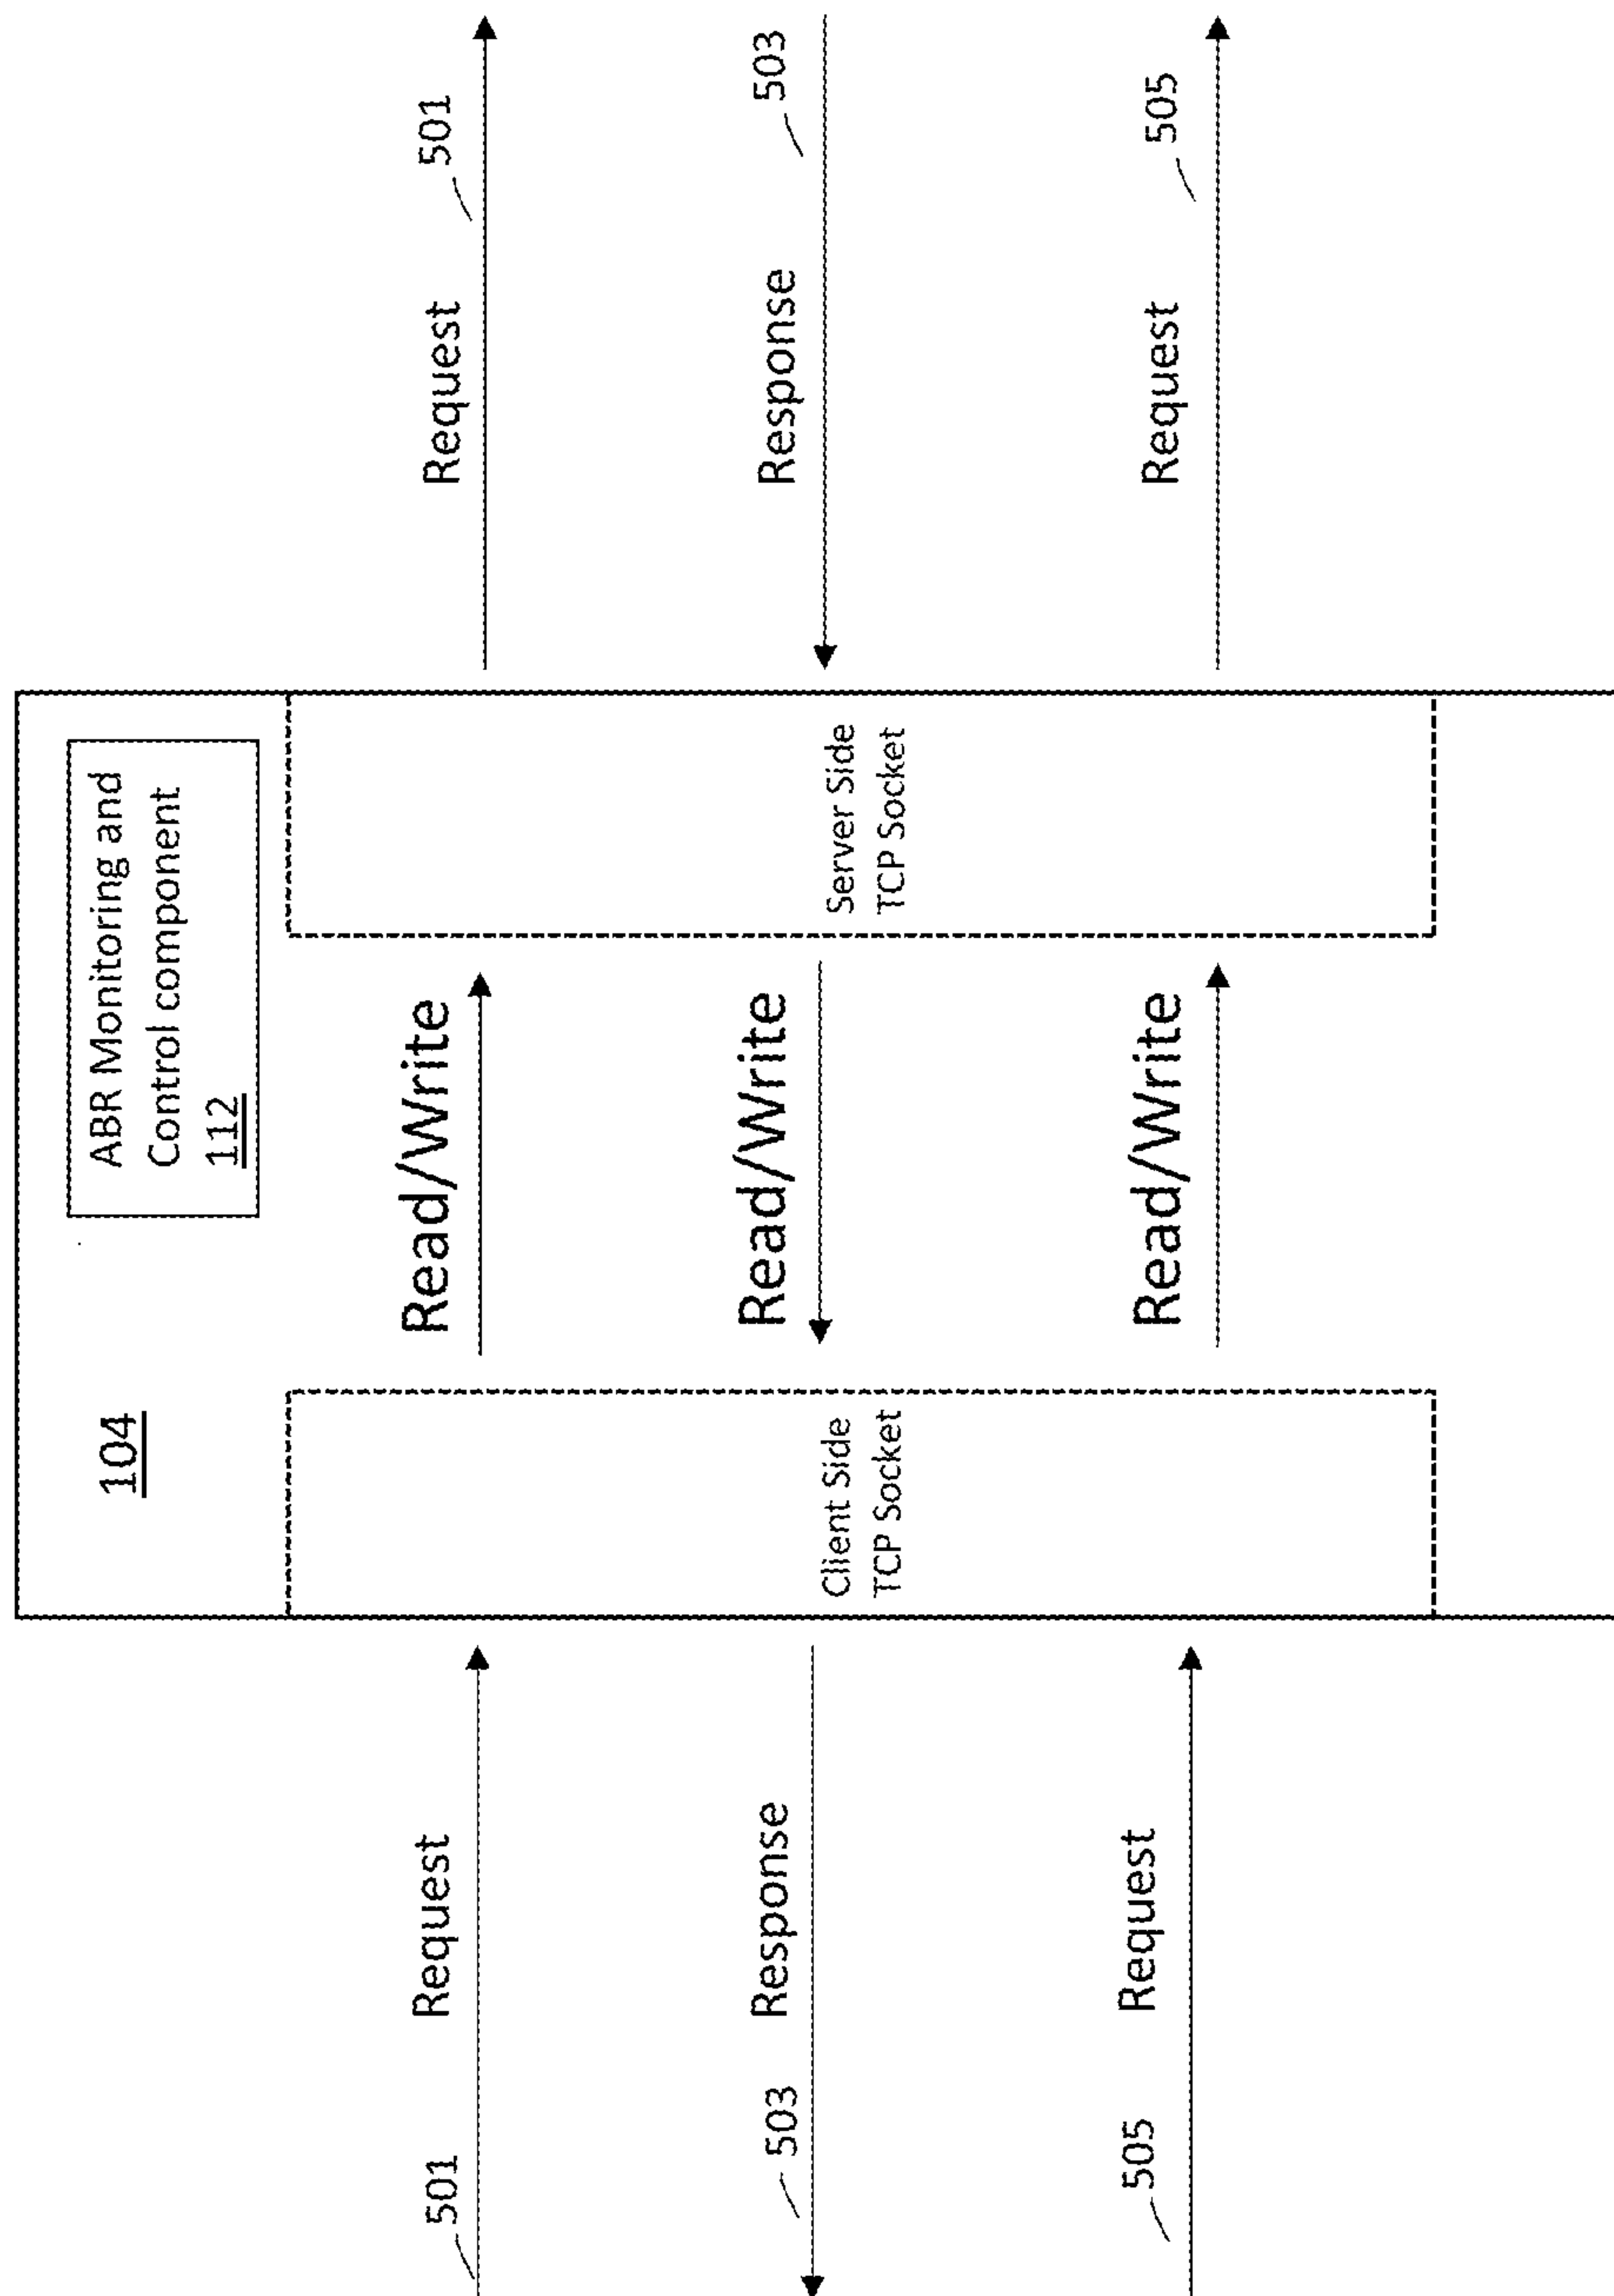 104
ABR Monitoring and
Control component
112
501
Request
Read/Write
Request
501
503
Response
Read/Write
Response
503
Client Side
TCP Socket
Server Side
TCP Socket
505
Request
Read/Write
Request
505